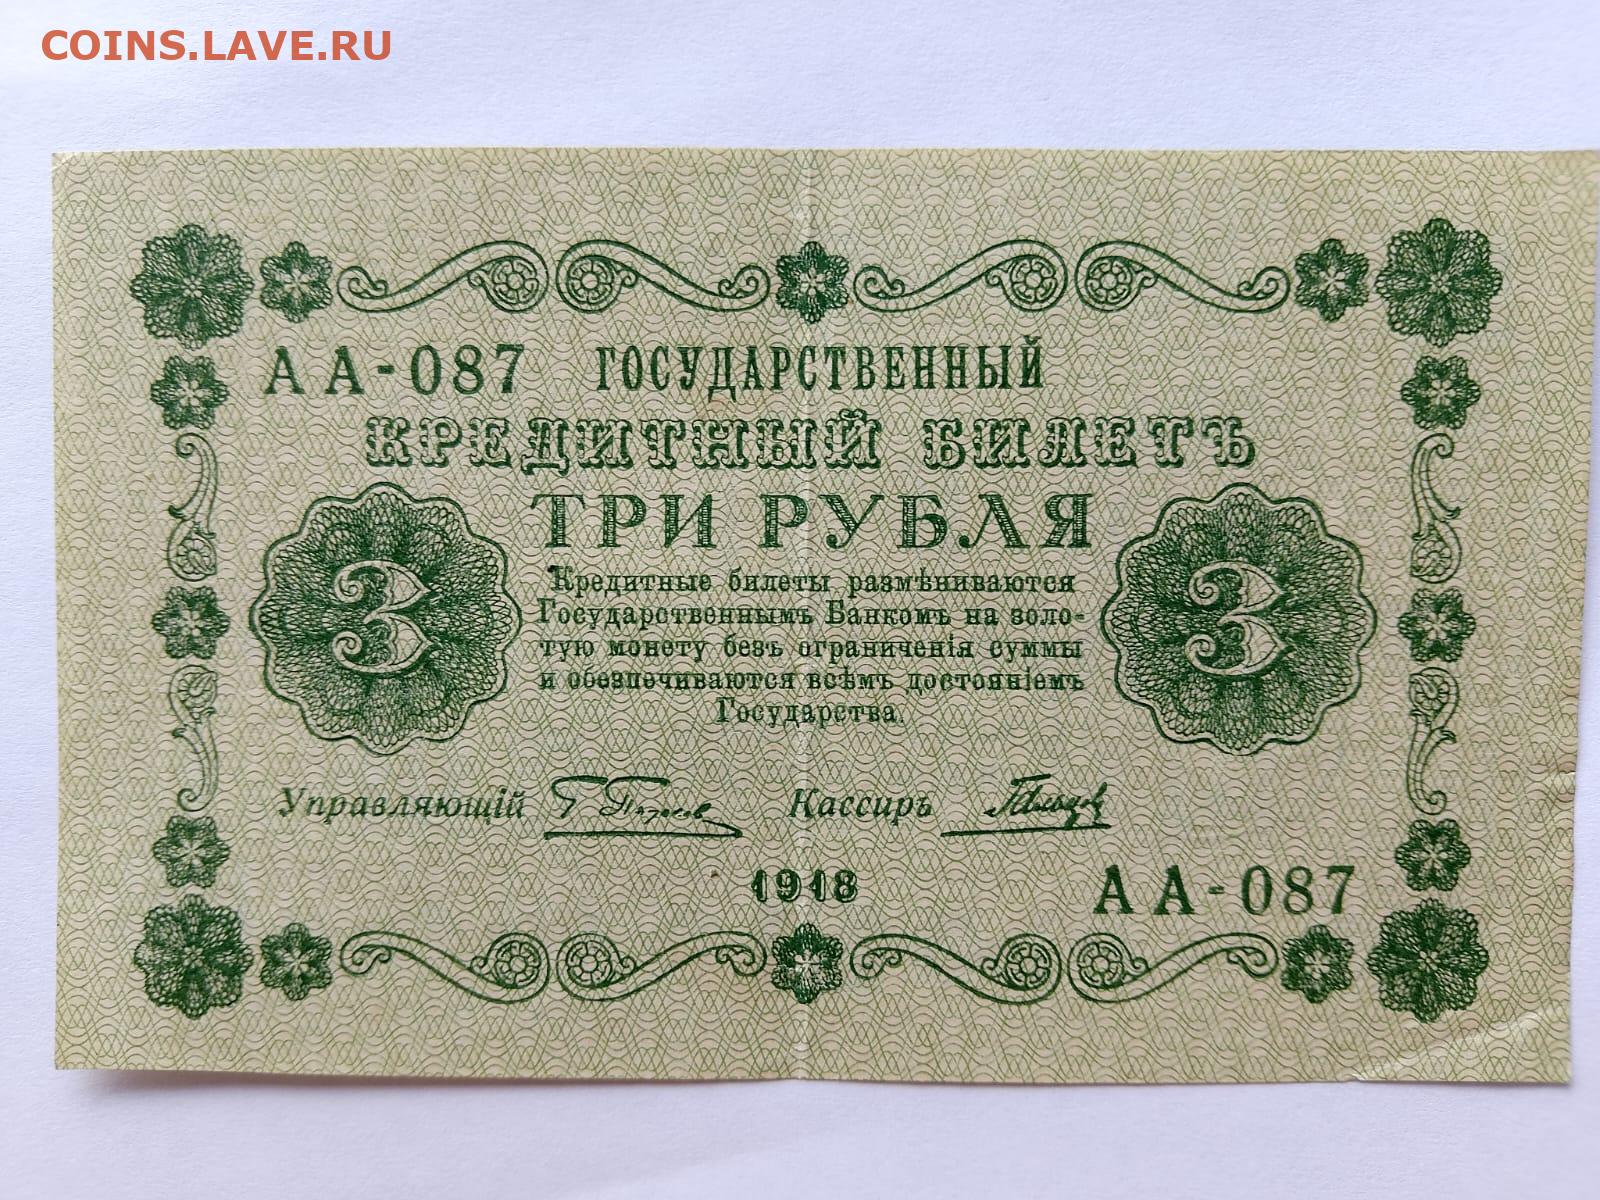 COINS.LAVE.RU
АА-087 ГОСУДАРСТВЕННЫЙ
КРЕДИТНЫЙ БИЛЕТЪ
ТРИ РУБЛЯ
3 3
Кредитные билеты размѣниваются
Государственнымъ Банкомъ на золо-
тую монету безъ ограниченія суммы
и обезпечиваются всѣмъ достояніемъ
Государства.
Управляющій Кассиръ
1918
АА-087